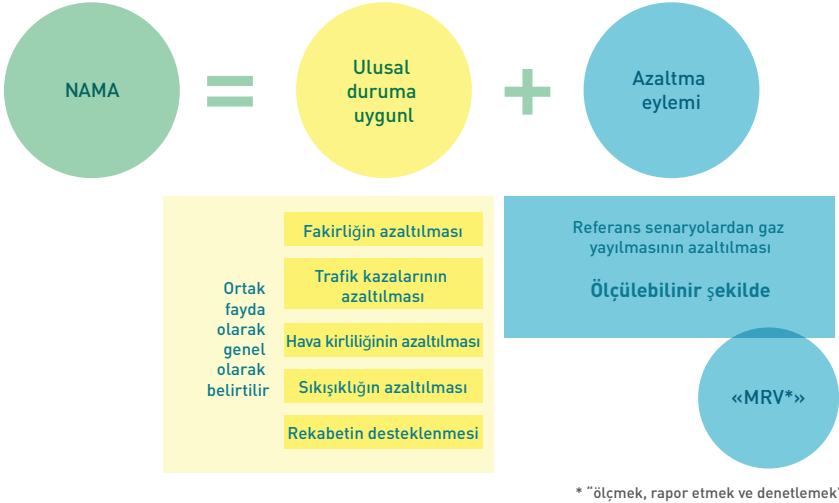 NAMA
=
Ulusal
duruma
uygunl
+
Azaltma
eylemi
Ortak
fayda
olarak
genel
olarak
belirtilir
Fakirliğin azaltılması
Trafik kazalarının
azaltılması
Hava kirliliğinin azaltılması
Sıkışıklığın azaltılması
Rekabetin desteklenmesi
Referans senaryolardan gaz
yayılmasının azaltılması
Ölçülebilinir şekilde
«MRV*»
* "ölçmek, rapor etmek ve denetlemek"